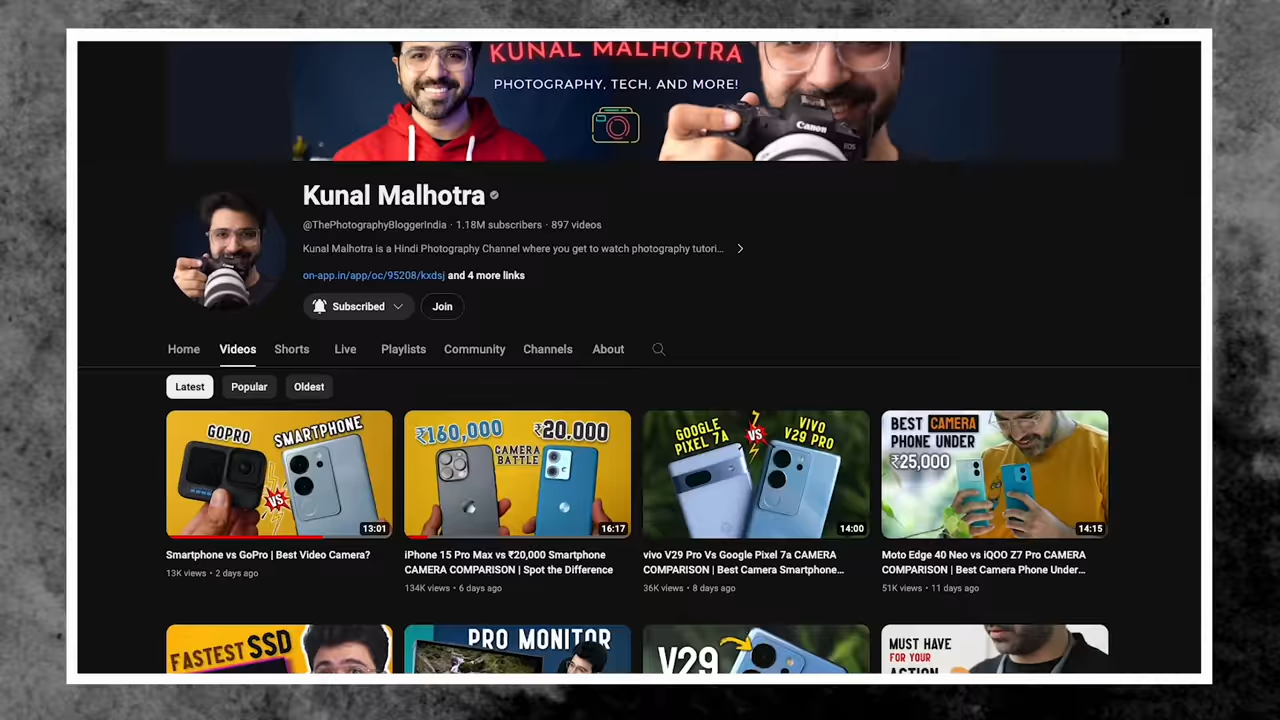 KUNAL MALHOTRA
PHOTOGRAPHY, TECH, AND MORE!
Canon
EOS
Kunal Malhotra
@ThePhotographyBloggerIndia · 1.18M subscribers · 897 videos
Kunal Malhotra is a Hindi Photography Channel where you get to watch photography tutori...
on-app.in/app/oc/95208/kxdsj and 4 more links
Subscribed
Join
Home
Videos
Shorts
Live
Playlists
Community
Channels
About
Latest
Popular
Oldest
GOPRO
SMARTPHONE
VS
13:01
Smartphone vs GoPro | Best Video Camera?
13K views · 2 days ago
₹160,000
₹20,000
CAMERA
BATTLE
16:17
iPhone 15 Pro Max vs ₹20,000 Smartphone
CAMERA COMPARISON | Spot the Difference
134K views · 6 days ago
GOOGLE
PIXEL 7A
VS
VIVO
V29 PRO
14:00
vivo V29 Pro Vs Google Pixel 7a CAMERA
COMPARISON | Best Camera Smartphone...
36K views · 8 days ago
BEST CAMERA
PHONE UNDER
₹25,000
14:15
Moto Edge 40 Neo vs iQOO Z7 Pro CAMERA
COMPARISON | Best Camera Phone Under...
51K views · 11 days ago
FASTEST SSD
PRO MONITOR
V29
MUST HAVE
FOR YOUR
ACTION